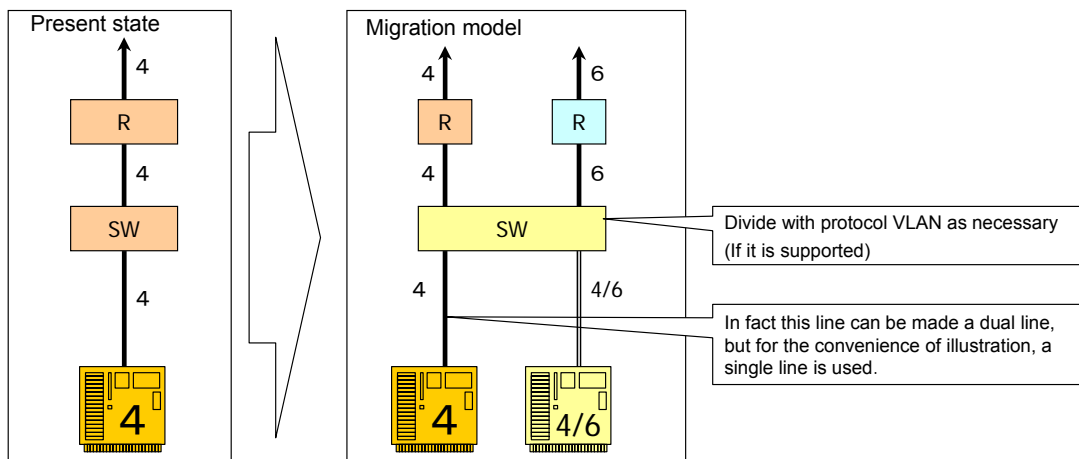 Present state
4
R
4
SW
4
4
Migration model
4
6
R
R
4
6
SW
4
4/6
4
4/6
Divide with protocol VLAN as necessary
(If it is supported)
In fact this line can be made a dual line,
but for the convenience of illustration, a
single line is used.